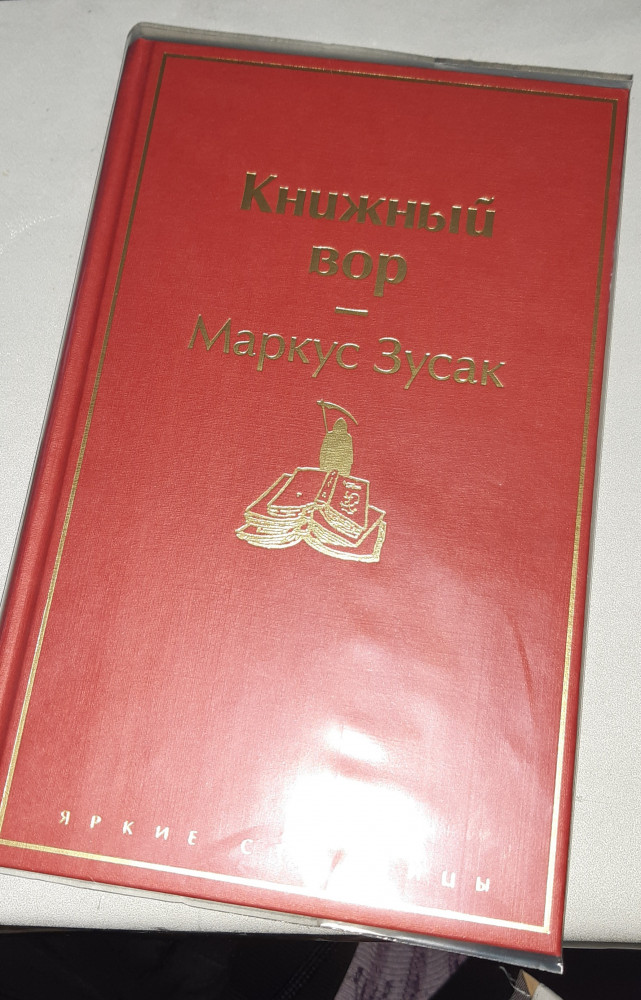 Книжный
вор
Маркус Зусак
ЯРКИЕ